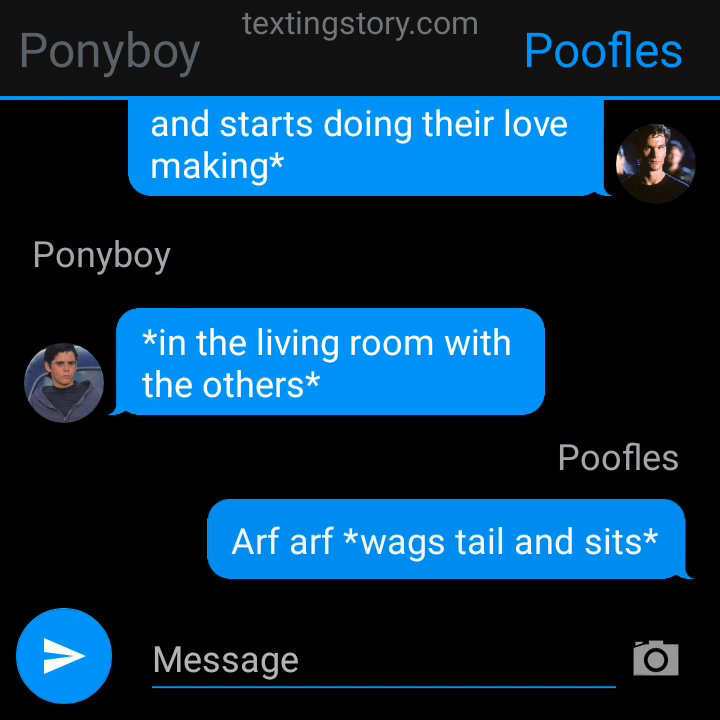 textingstory.com
Ponyboy
Poofles
and starts doing their love
making*
Ponyboy
*in the living room with
the others*
Poofles
Arf arf *wags tail and sits*
Message